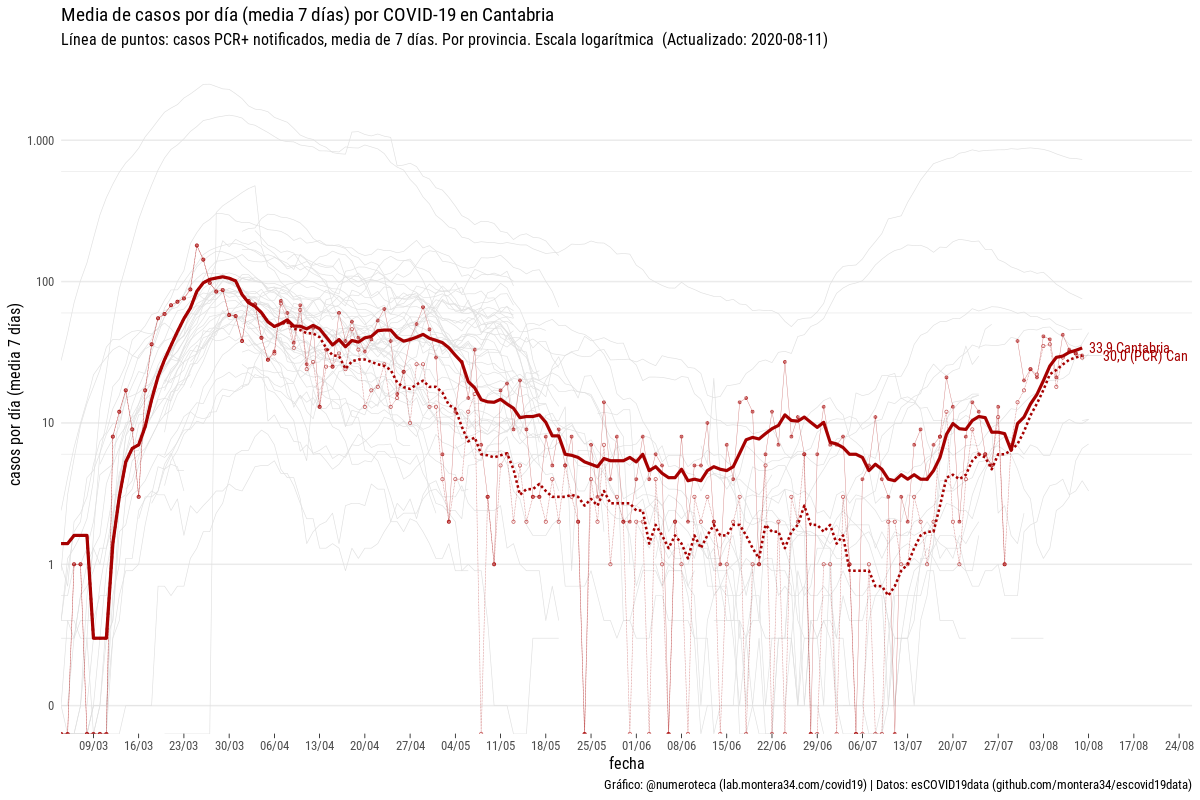 Media de casos por día (media 7 días) por COVID-19 en Cantabria
Línea de puntos: casos PCR+ notificados, media de 7 días. Por provincia. Escala logarítmica  (Actualizado: 2020-08-11)
casos por día (media 7 días)
1.000
100
10
1
0
33,9 Cantabria
30,0 (PCR) Can
09/03 16/03 23/03 30/03 06/04 13/04 20/04 27/04 04/05 11/05 18/05 25/05 01/06 08/06 15/06 22/06 29/06 06/07 13/07 20/07 27/07 03/08 10/08 17/08 24/08
fecha
Gráfico: @numeroteca (lab.montera34.com/covid19) | Datos: esCOVID19data (github.com/montera34/escovid19data)